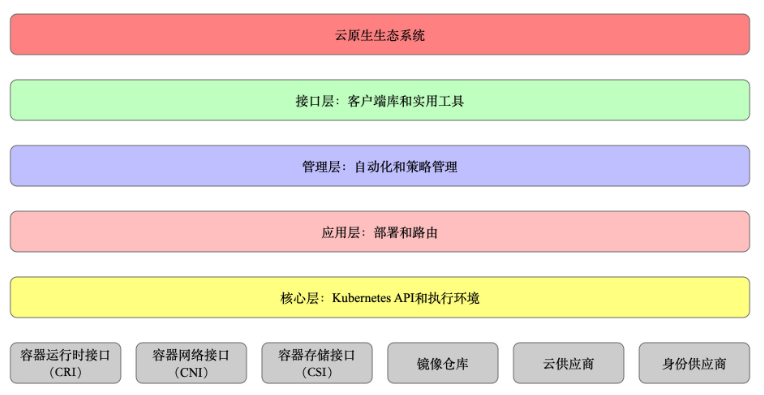 云原生生态系统
接口层：客户端库和实用工具
管理层：自动化和策略管理
应用层：部署和路由
核心层：Kubernetes API和执行环境
容器运行时接口
（CRI）
容器网络接口
（CNI）
容器存储接口
（CSI）
镜像仓库
云供应商
身份供应商